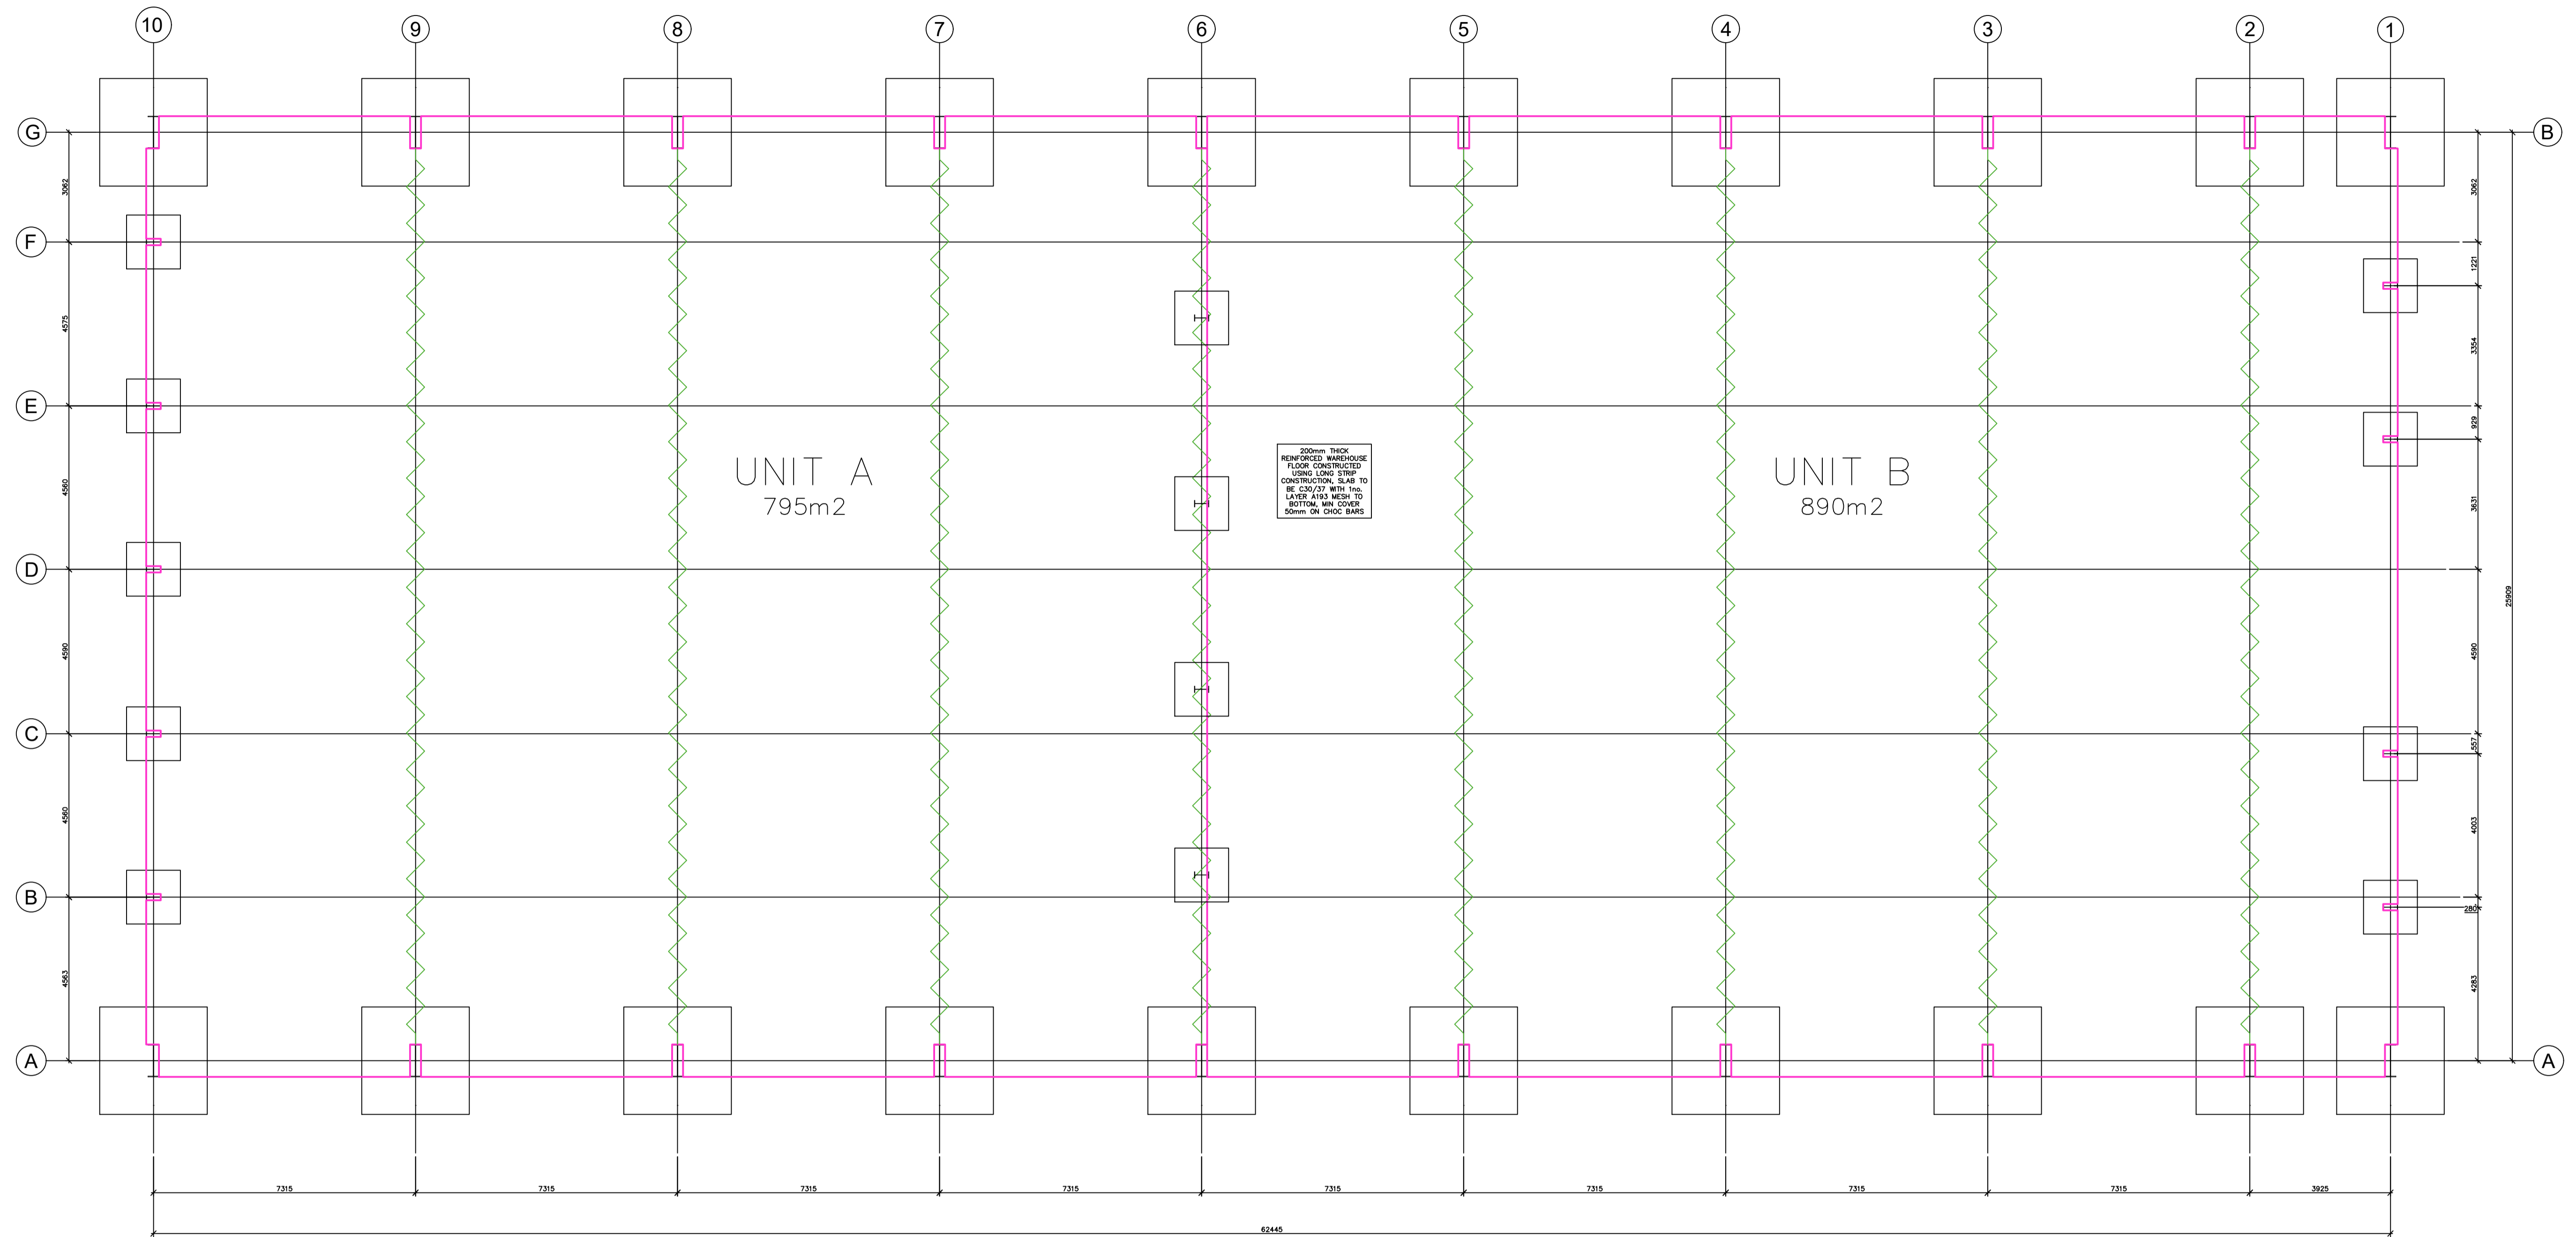 10 9 8 7 6 5 4 3 2 1
G B
3062 3062
F
1221
4575
3354
E
929
UNIT A
795m2
200mm THICK
REINFORCED WAREHOUSE
FLOOR CONSTRUCTED
USING LONG STRIP
CONSTRUCTION, SLAB TO
BE C30/37 WITH 1no.
LAYER A193 MESH TO
BOTTOM, MIN COVER
50mm ON CHOC BARS
UNIT B
890m2
4560 3631
D
25909
4590 4590
C
557
4560 4003
B
280
4563 4283
A A
7315 7315 7315 7315 7315 7315 7315 7315 3925
62445